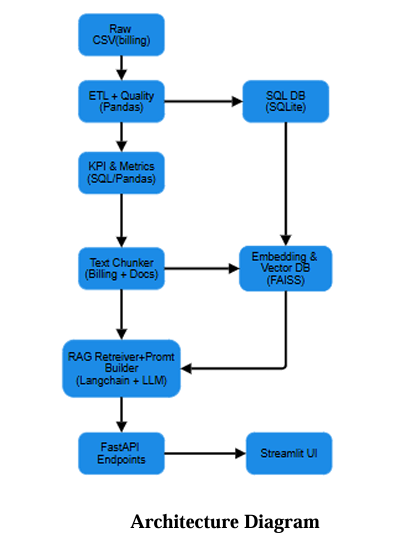 Raw
CSV(billing)
ETL + Quality
(Pandas)
SQL DB
(SQLite)
KPI & Metrics
(SQL/Pandas)
Text Chunker
(Billing + Docs)
Embedding &
Vector DB
(FAISS)
RAG Retreiver+Promt
Builder
(Langchain + LLM)
FastAPI
Endpoints
Streamlit UI
Architecture Diagram